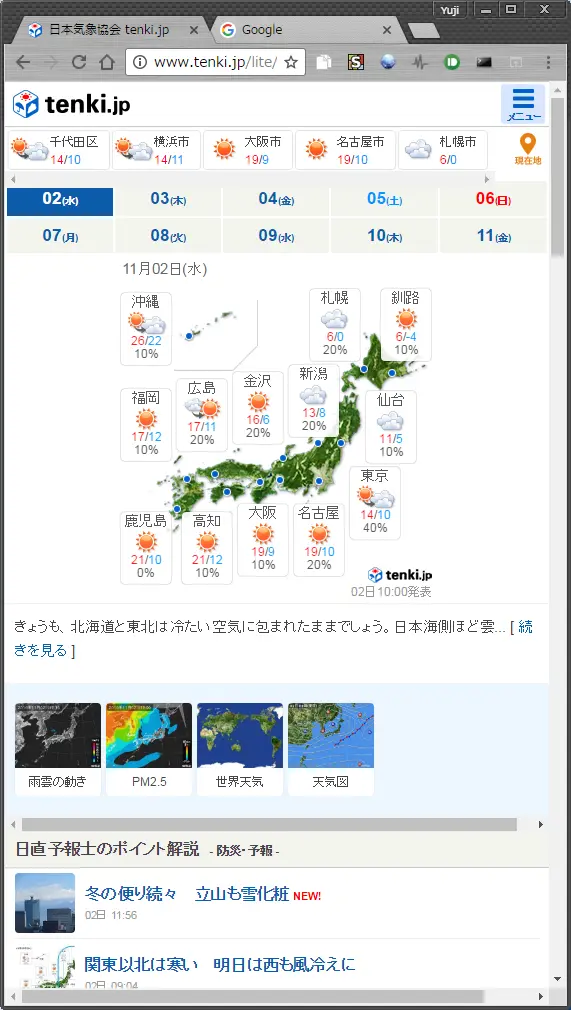 Yuji
日本気象協会 tenki.jp
Google
www.tenki.jp/lite/
tenki.jp
メニュー
千代田区 横浜市 大阪市 名古屋市 札幌市
14/10 14/11 19/9 19/10 6/0
現在地
02(水) 03(木) 04(金) 05(土) 06(日)
07(月) 08(火) 09(水) 10(木) 11(金)
11月02日(水)
沖縄
26/22
10%
札幌
6/0
20%
釧路
6/-4
10%
福岡
17/12
10%
広島
17/11
20%
金沢
16/6
20%
新潟
13/8
20%
仙台
11/5
10%
東京
14/10
40%
鹿児島
21/10
0%
高知
21/12
10%
大阪
19/9
10%
名古屋
19/10
20%
tenki.jp
02日10:00発表
きょうも、北海道と東北は冷たい空気に包まれたままでしょう。日本海側ほど雲... [ 続
きを見る ]
雨雲の動き PM2.5 世界天気 天気図
日直予報士のポイント解説 - 防災・予報 -
冬の便り続々 立山も雪化粧 NEW!
02日 11:56
関東以北は寒い 明日は西も風冷えに
02日 09:04